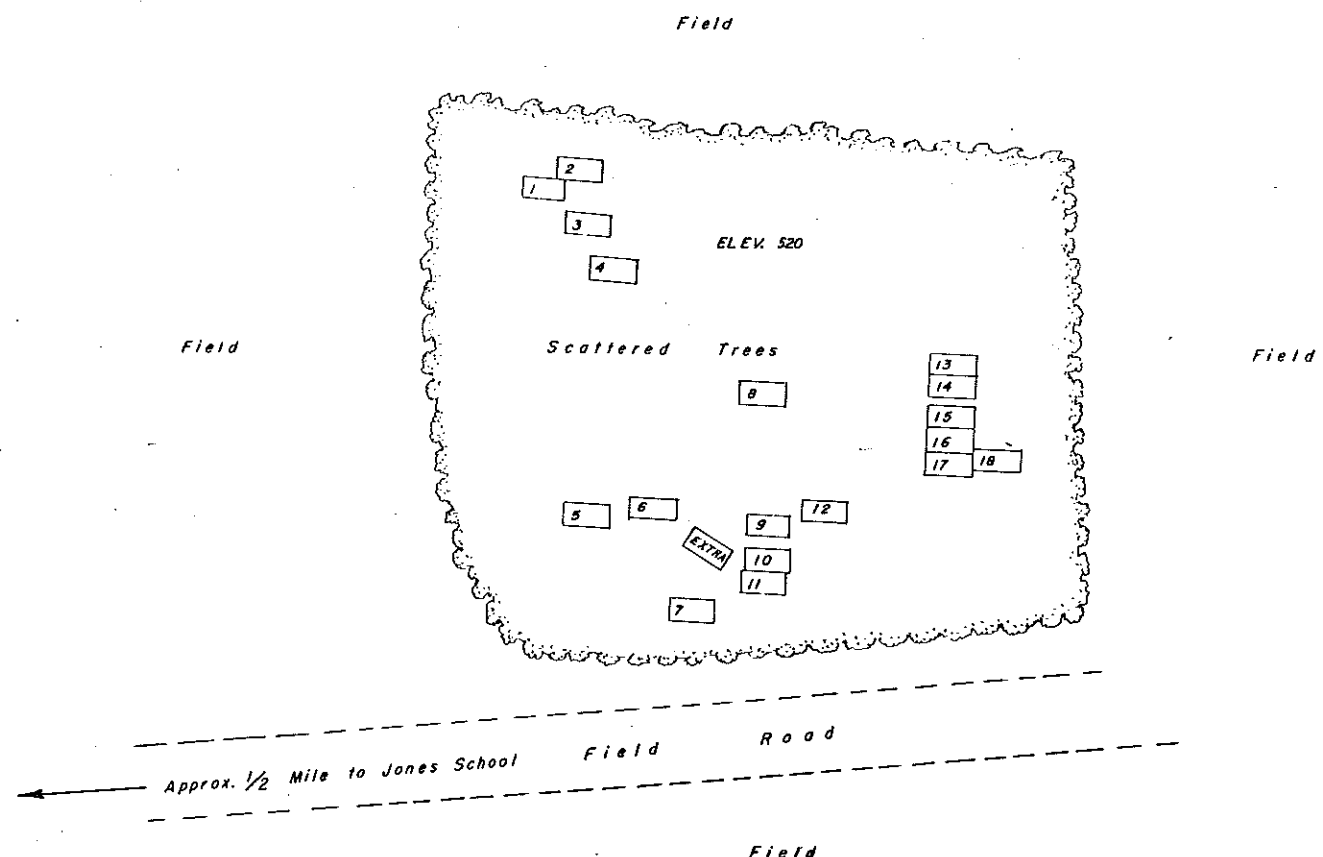 Field
2
1
3
ELEV. 520
4
Field
Scattered Trees
Field
13
8
14
15
16
17
18
5
6
12
9
EXTRA
10
11
7
Field Road
Approx. 1/2 Mile to Jones School
Field